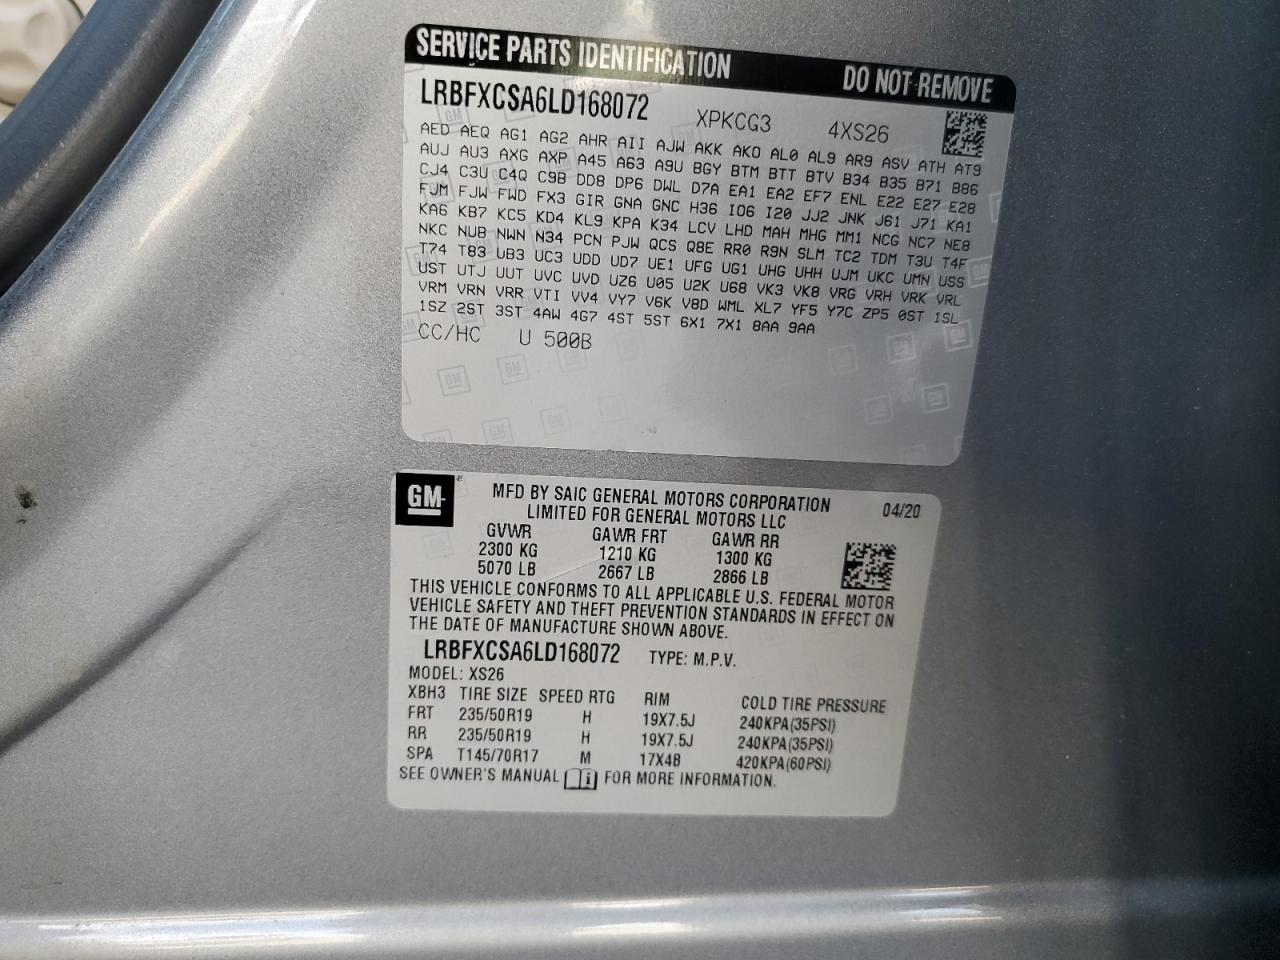 SERVICE PARTS IDENTIFICATION DO NOT REMOVE
LRBFXCSA6LD168072 XPKCG3 4XS26
AED AEQ AG1 AG2 AHR AII AJW AKK AKO AL0 AL9 AR9 ASV ATH AT9
AUJ AU3 AXG AXP A45 A63 A9U BGY BTM BTT BTV B34 B35 B71 B86
CJ4 C3U C4Q C9B DD8 DP6 DWL D7A EA1 EA2 EF7 ENL E22 E27 E28
FJM FJW FWD FX3 GIR GNA GNC H36 IO6 I20 JJ2 JNK J61 J71 KA1
KA6 KB7 KC5 KD4 KL9 KPA K34 LCV LHD MAH MHG MM1 NCG NC7 NE8
NKC NUB NWN N34 PCN PJW QCS Q8E RR0 R9N SLM TC2 TDM T3U T4F
T74 T83 UB3 UC3 UDD UD7 UE1 UFG UG1 UHG UHH UJM UKC UMN USS
UST UTJ UUT UVC UVD UZ6 U05 U2K U68 VK3 VK8 VRG VRH VRK VRL
VRM VRN VRR VTI VV4 VY7 V6K V8D WML XL7 YF5 Y7C ZP5 0ST 1SL
1SZ 2ST 3ST 4AW 4G7 4ST 5ST 6X1 7X1 8AA 9AA
CC/HC U 500B
GM MFD BY SAIC GENERAL MOTORS CORPORATION 04/20
LIMITED FOR GENERAL MOTORS LLC
GVWR GAWR FRT GAWR RR
2300 KG 1210 KG 1300 KG
5070 LB 2667 LB 2866 LB
THIS VEHICLE CONFORMS TO ALL APPLICABLE U.S. FEDERAL MOTOR
VEHICLE SAFETY AND THEFT PREVENTION STANDARDS IN EFFECT ON
THE DATE OF MANUFACTURE SHOWN ABOVE.
LRBFXCSA6LD168072 TYPE: M.P.V.
MODEL: XS26
XBH3 TIRE SIZE SPEED RTG RIM COLD TIRE PRESSURE
FRT 235/50R19 H 19X7.5J 240KPA(35PSI)
RR 235/50R19 H 19X7.5J 240KPA(35PSI)
SPA T145/70R17 M 17X4B 420KPA(60PSI)
SEE OWNER'S MANUAL i FOR MORE INFORMATION.